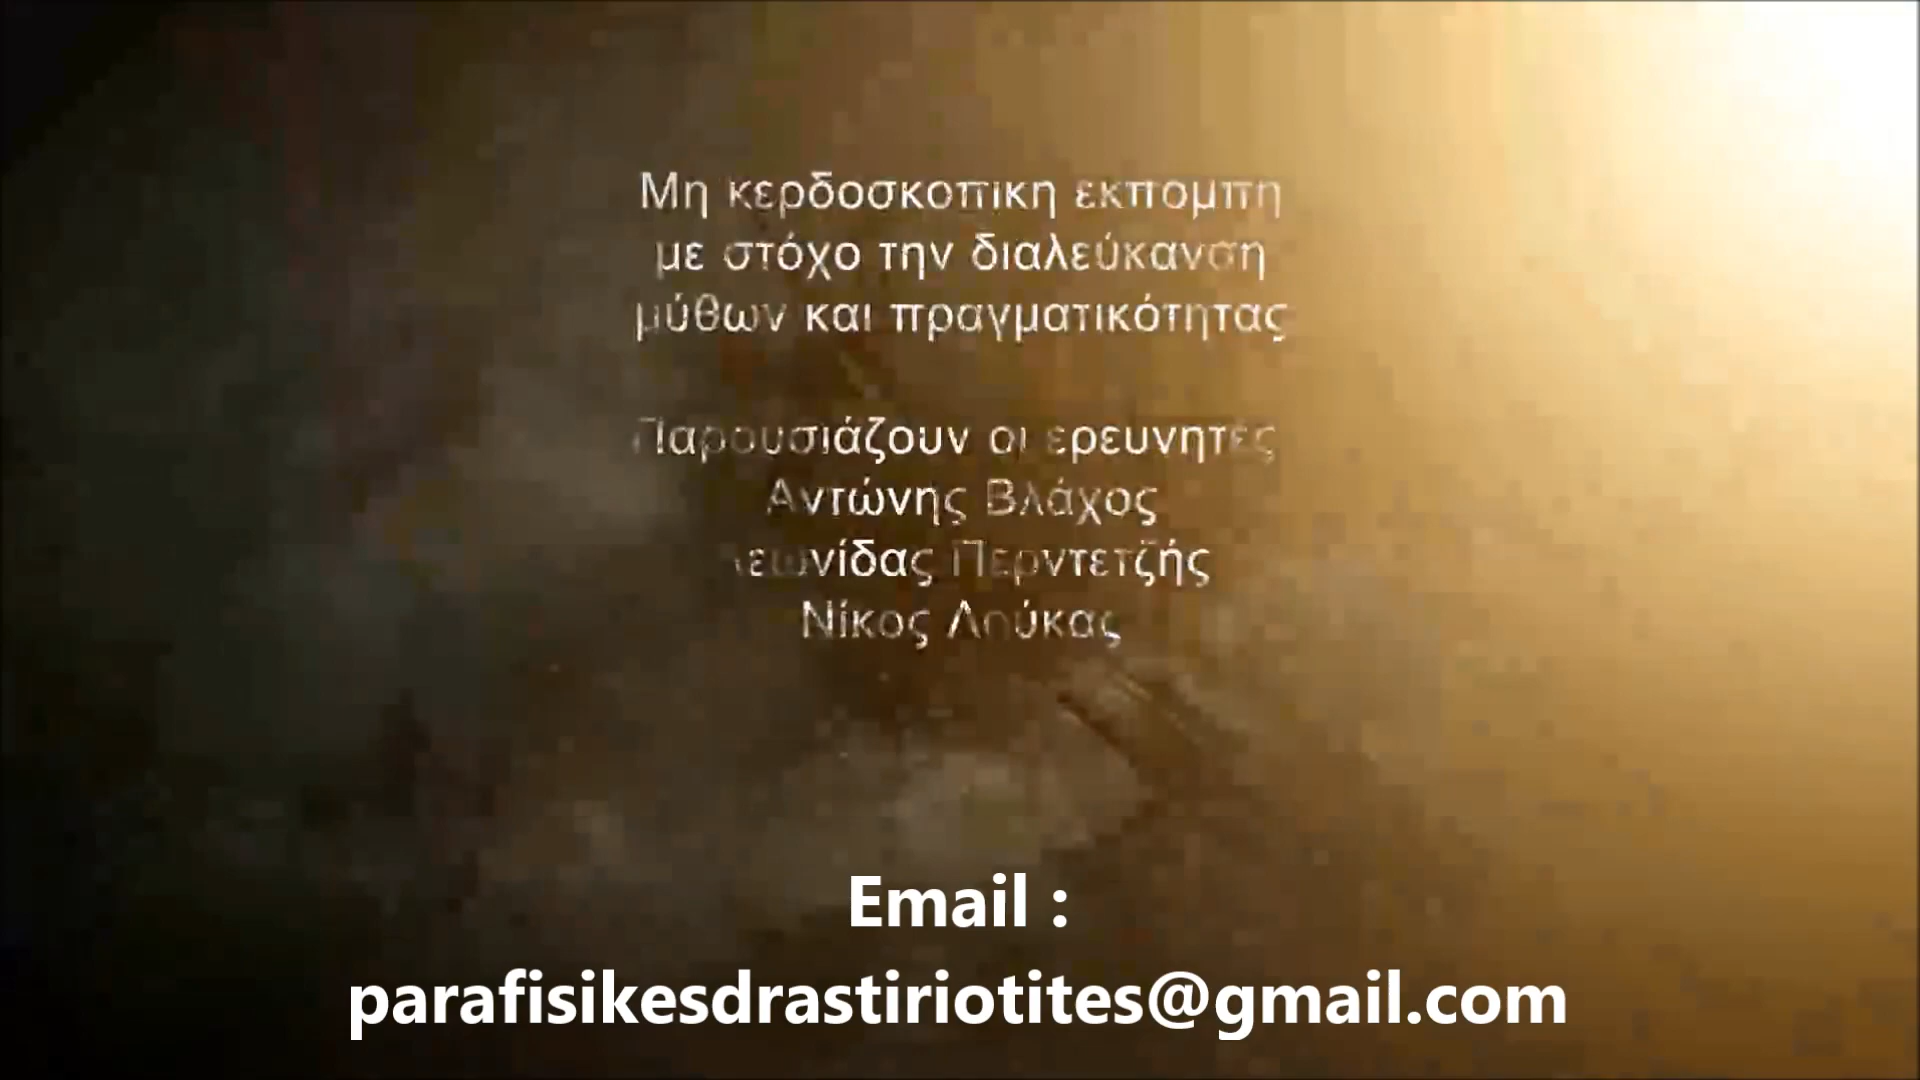 Μη κερδοσκοπικη εκπομπη
με στόχο την διαλεύκανση
μύθων και πραγματικότητας
Παρουσιάζουν οι ερευνητές
Αντώνης Βλάχος
Λεωνίδας Περντετζής
Νίκος Λούκας
Email :
parafisikesdrastiriotites@gmail.com